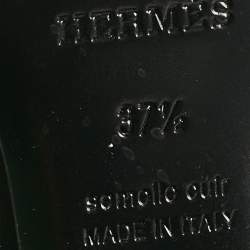 HERMES
37½
semelle cuir
MADE IN ITALY